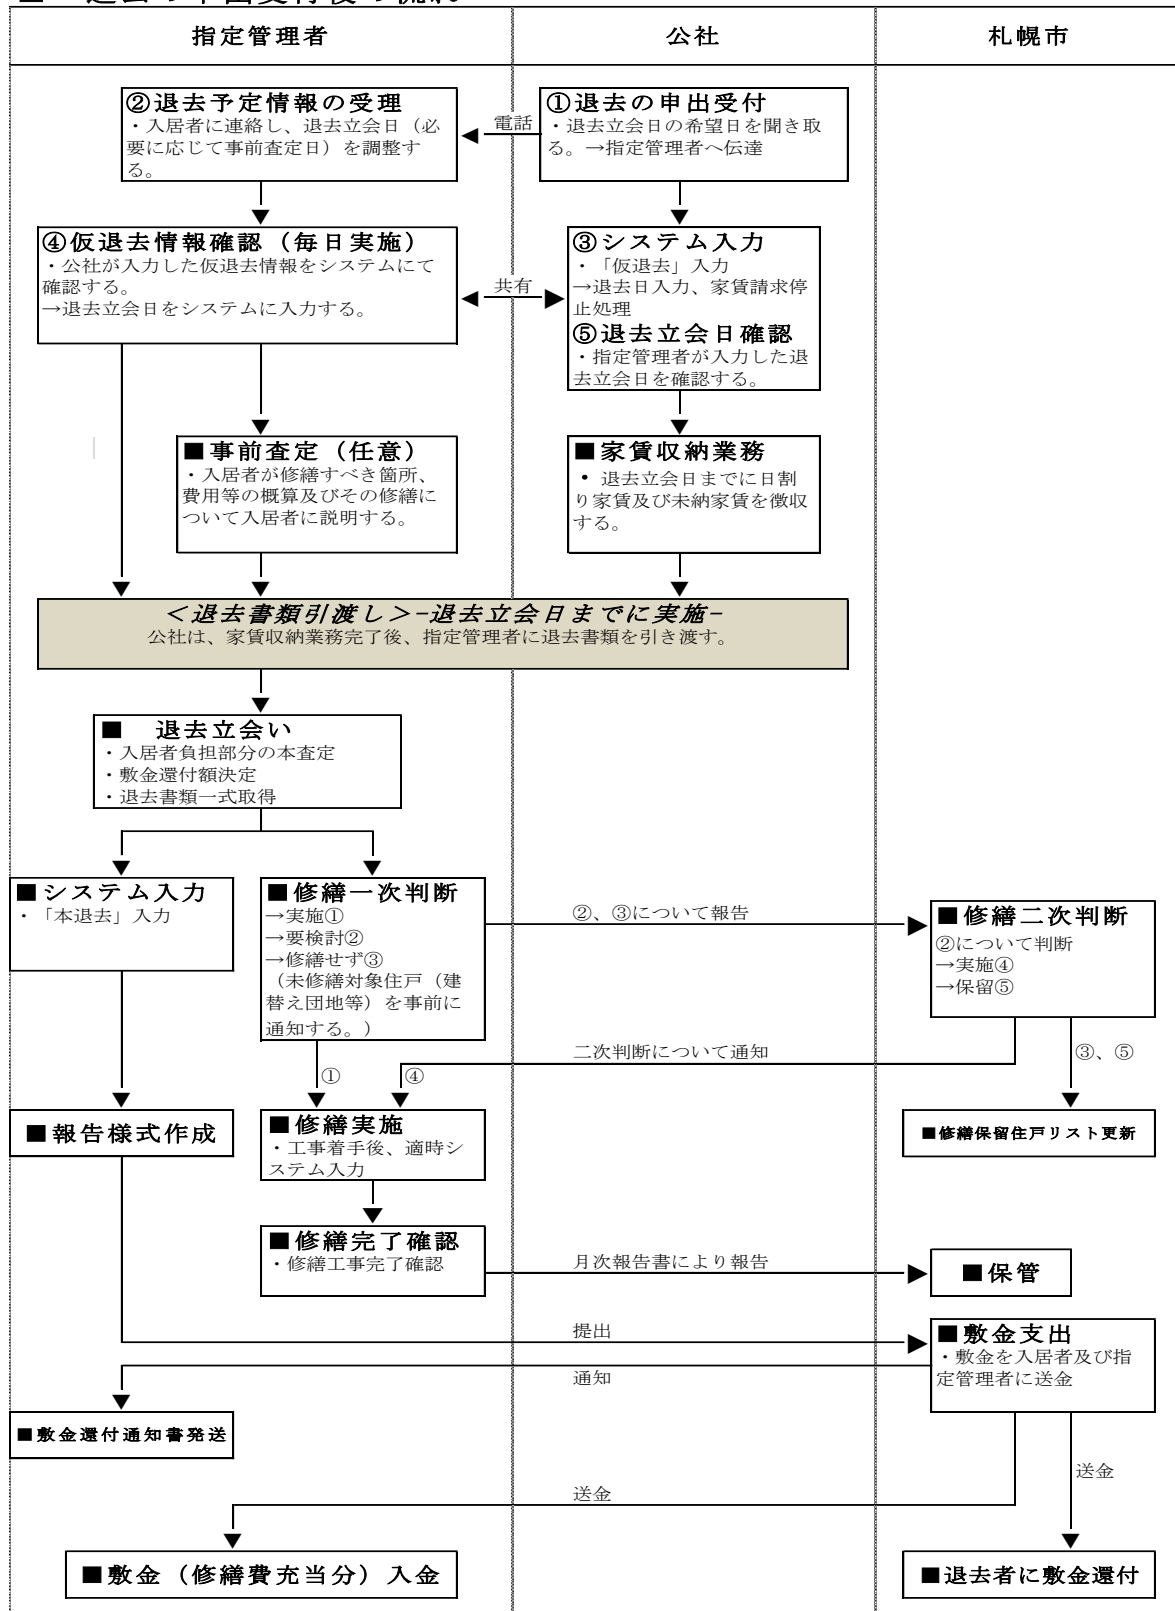 指定管理者
公社
札幌市
②退去予定情報の受理
・入居者に連絡し、退去立会日（必
要に応じて事前査定日）を調整す
る。
電話
①退去の申出受付
・退去立会日の希望日を聞き取
る。→指定管理者へ伝達
④仮退去情報確認（毎日実施）
・公社が入力した仮退去情報をシステムにて
確認する。
→退去立会日をシステムに入力する。
共有
③システム入力
・「仮退去」入力
→退去日入力、家賃請求停
止処理
⑤退去立会日確認
・指定管理者が入力した退
去立会日を確認する。
■事前査定（任意）
・入居者が修繕すべき箇所、
費用等の概算及びその修繕に
ついて入居者に説明する。
■家賃収納業務
• 退去立会日までに日割
り家賃及び未納家賃を徴収
する。
＜退去書類引渡し＞-退去立会日までに実施-
公社は、家賃収納業務完了後、指定管理者に退去書類を引き渡す。
■　退去立会い
・入居者負担部分の本査定
・敷金還付額決定
・退去書類一式取得
■システム入力
・「本退去」入力
■修繕一次判断
→実施①
→要検討②
→修繕せず③
（未修繕対象住戸（建
替え団地等）を事前に
通知する。）
②、③について報告
■修繕二次判断
②について判断
→実施④
→保留⑤
二次判断について通知
③、⑤
①
④
■報告様式作成
■修繕実施
・工事着手後、適時シ
ステム入力
■修繕保留住戸リスト更新
■修繕完了確認
・修繕工事完了確認
月次報告書により報告
■保管
提出
■敷金支出
・敷金を入居者及び指
定管理者に送金
通知
■敷金還付通知書発送
送金
送金
■敷金（修繕費充当分）入金
■退去者に敷金還付